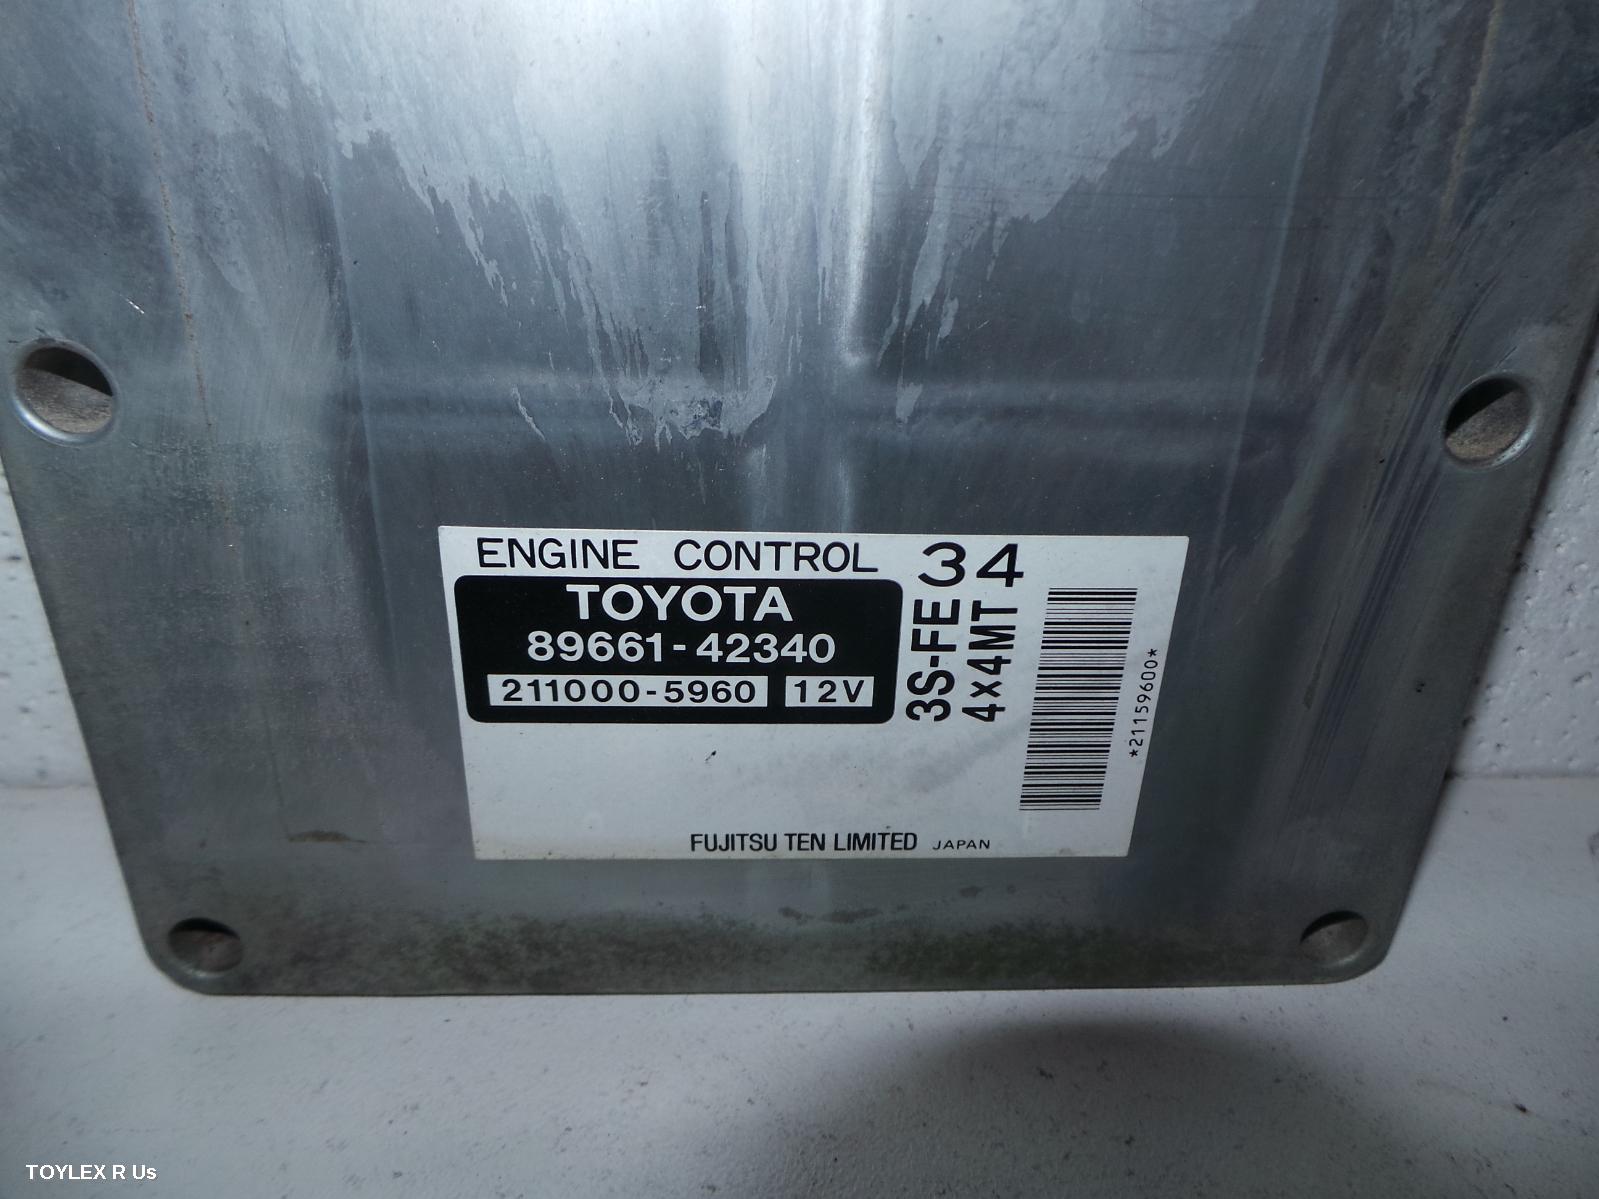 ENGINE CONTROL 34
TOYOTA
89661-42340
211000-5960 12V
3S-FE
4x4MT
*21159600*
FUJITSU TEN LIMITED JAPAN
TOYLEX R Us